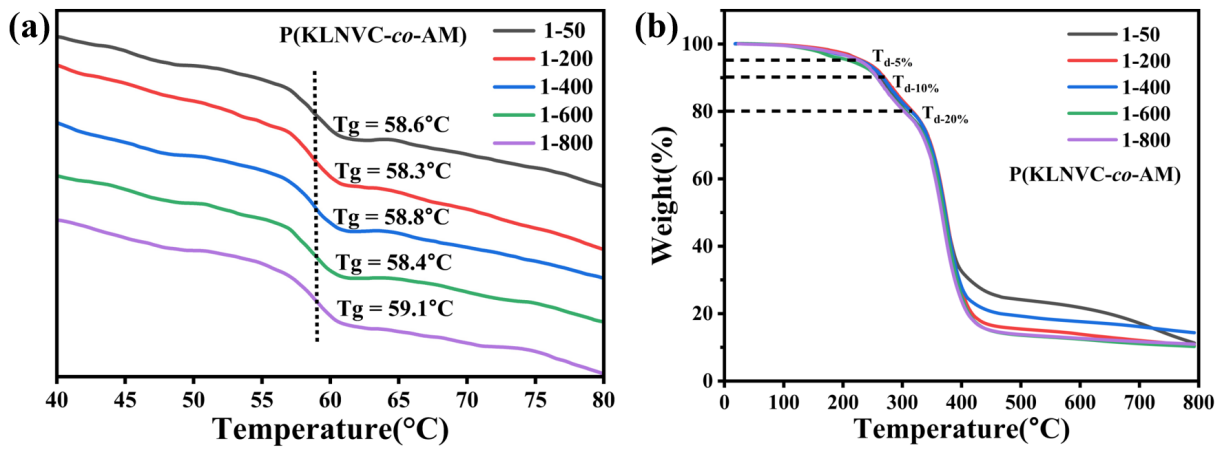 (a)
P(KLNVC-co-AM)
1-50
1-200
1-400
1-600
1-800
Tg = 58.6°C
Tg = 58.3°C
Tg = 58.8°C
Tg = 58.4°C
Tg = 59.1°C
40 45 50 55 60 65 70 75 80
Temperature(°C)
(b)
Weight(%)
100
80
60
40
20
0
1-50
1-200
1-400
1-600
1-800
Td-5%
Td-10%
Td-20%
P(KLNVC-co-AM)
0 100 200 300 400 500 600 700 800
Temperature(°C)